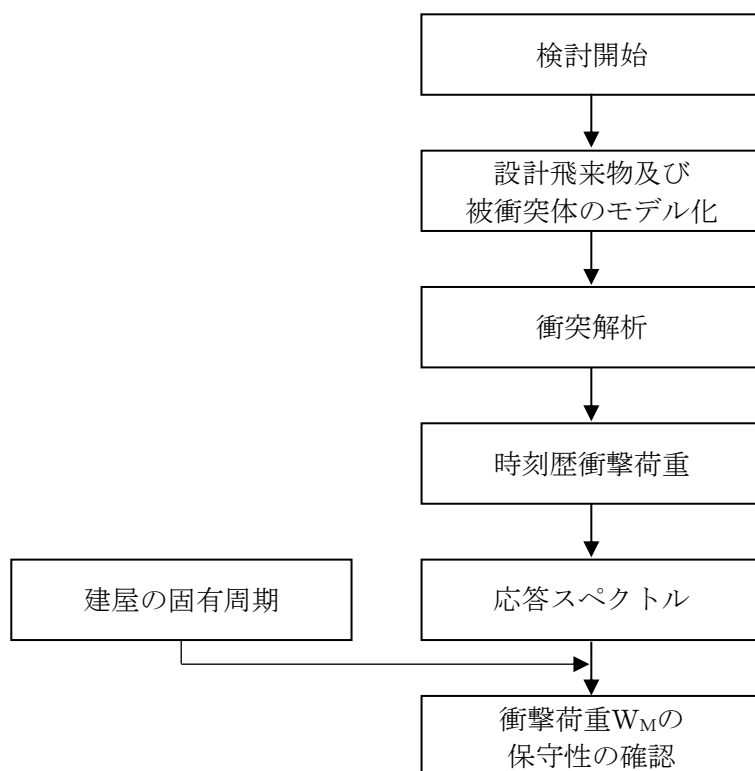 検討開始
設計飛来物及び
被衝突体のモデル化
衝突解析
時刻歴衝撃荷重
建屋の固有周期
応答スペクトル
衝撃荷重WMの
保守性の確認